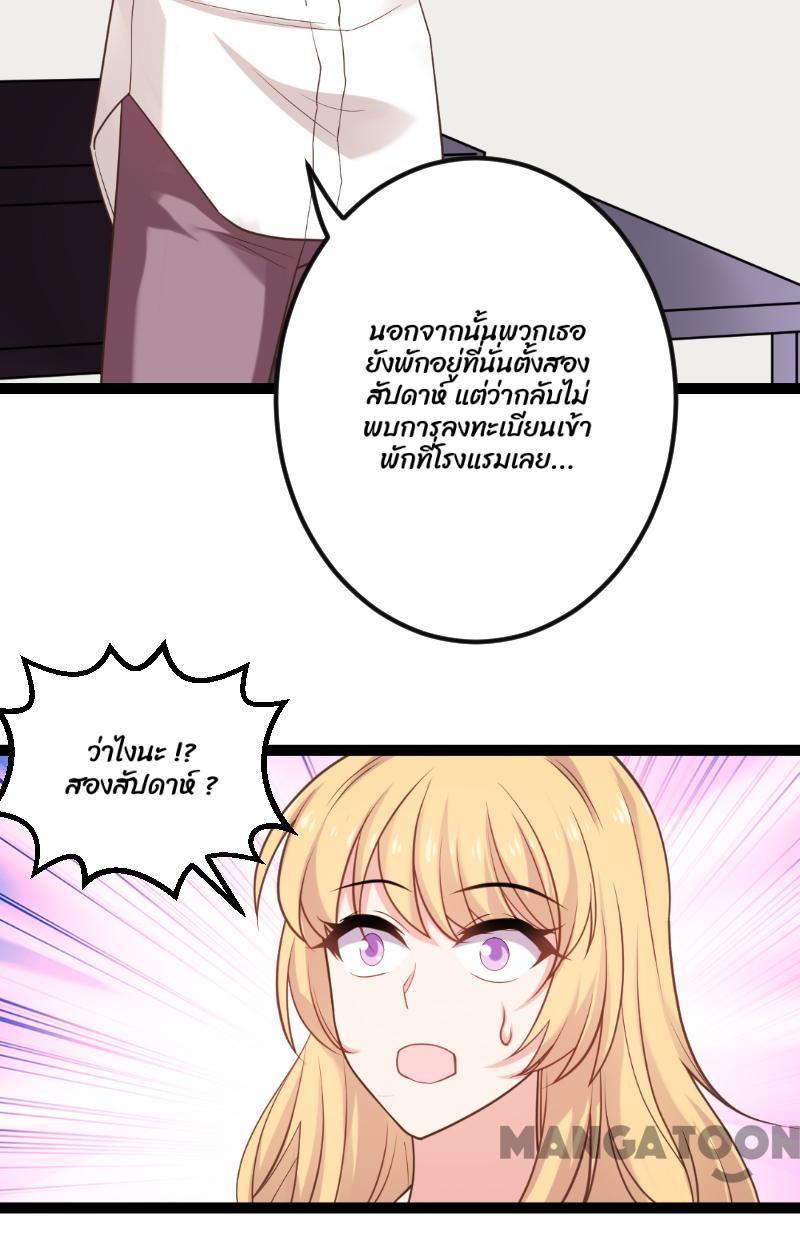 นอกจากนั้นพวกเธอ
ยังพักอยู่ที่นั่นตั้งสอง
สัปดาห์ แต่ว่ากลับไม่
พบการลงทะเบียนเข้า
พักที่โรงแรมเลย...
ว่าไงนะ !?
สองสัปดาห์ ?
MANGATOON